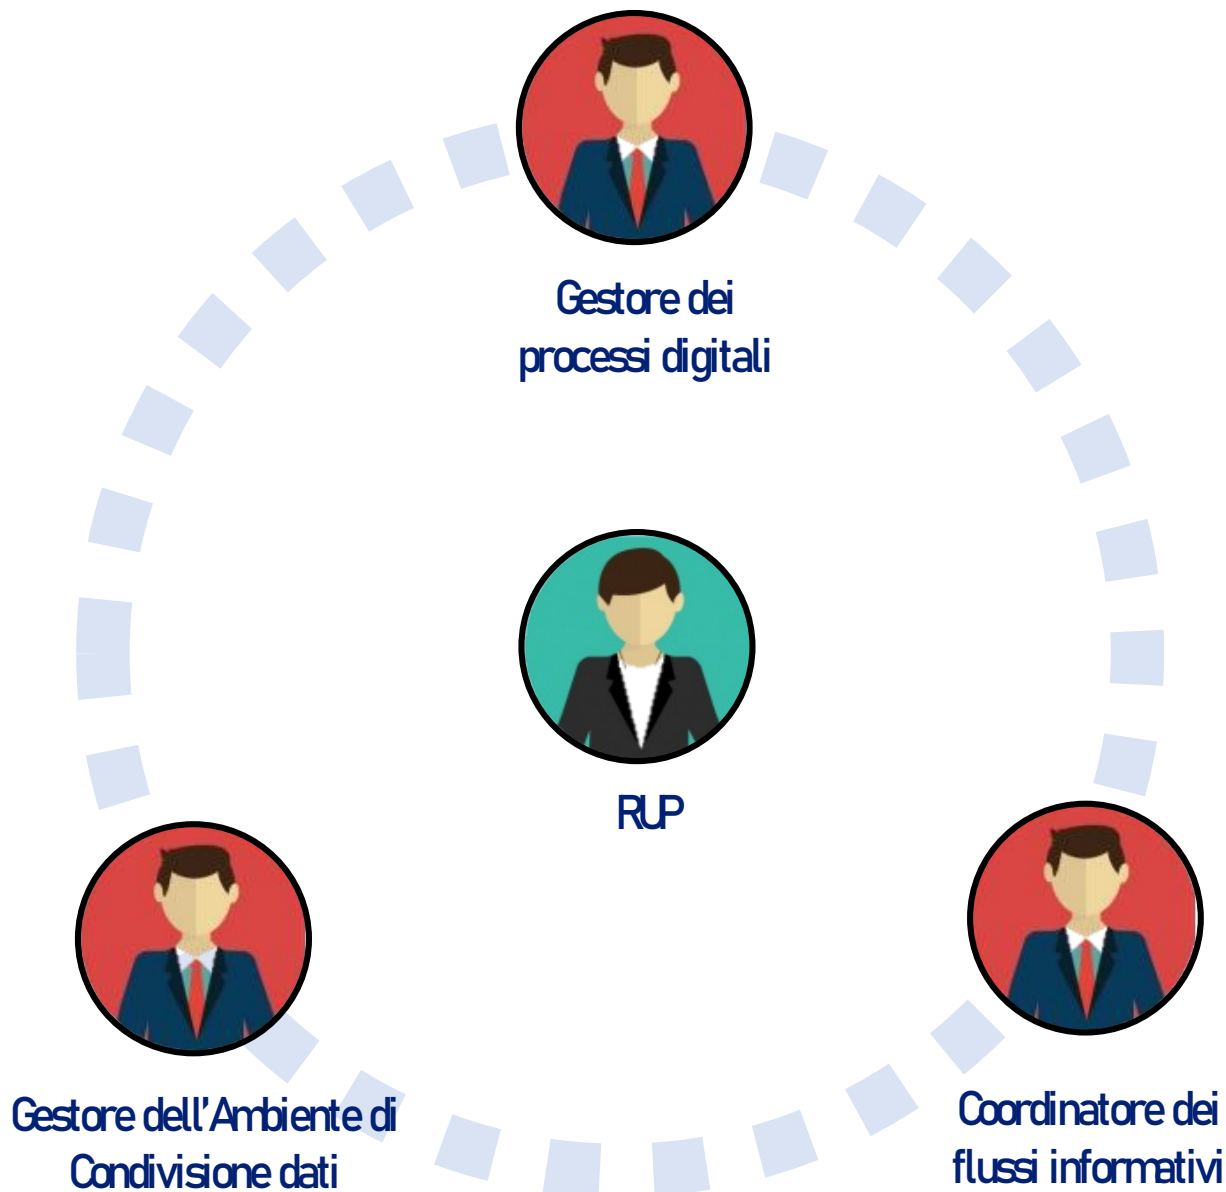 Gestore dei
processi digitali
RUP
Gestore dell'Ambiente di
Condivisione dati
Coordinatore dei
flussi informativi